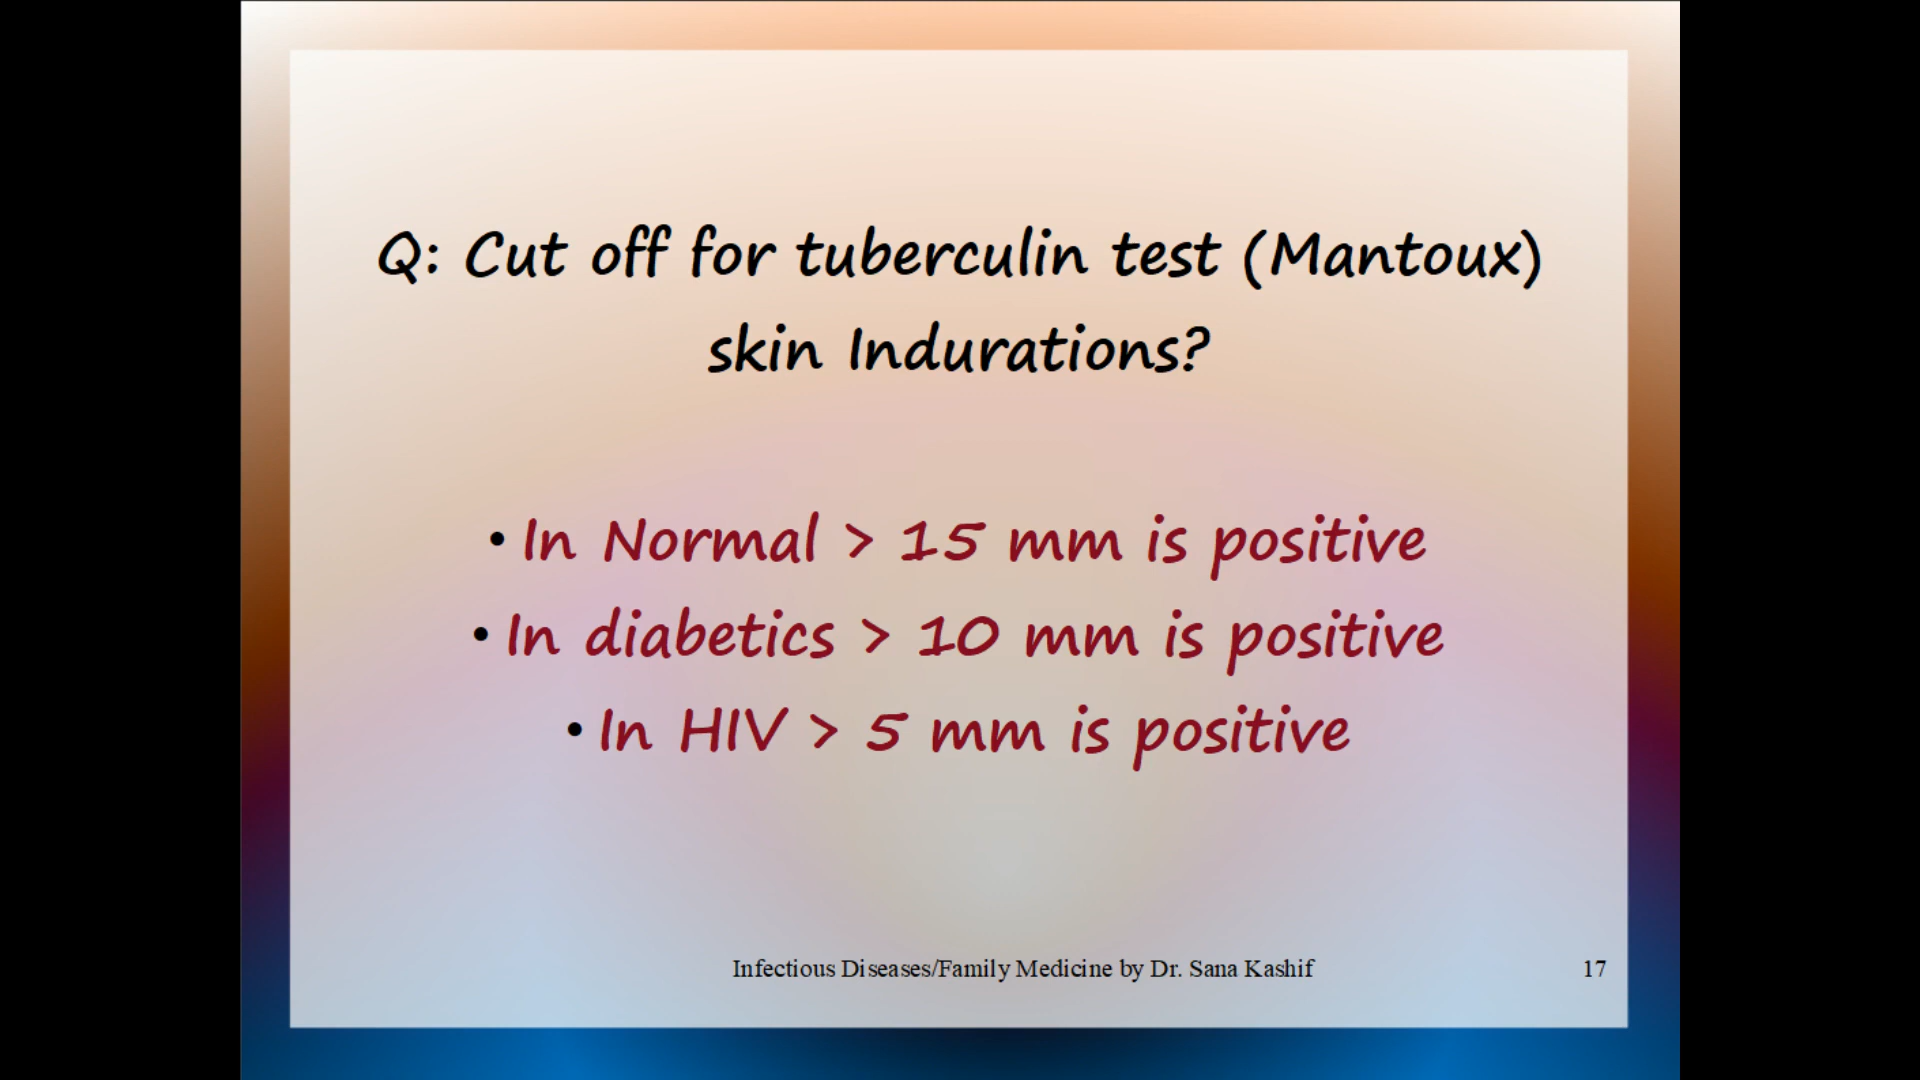 Q: Cut off for tuberculin test (Mantoux)
skin Indurations?
• In Normal > 15 mm is positive
• In diabetics > 10 mm is positive
• In HIV > 5 mm is positive
Infectious Diseases/Family Medicine by Dr. Sana Kashif
17